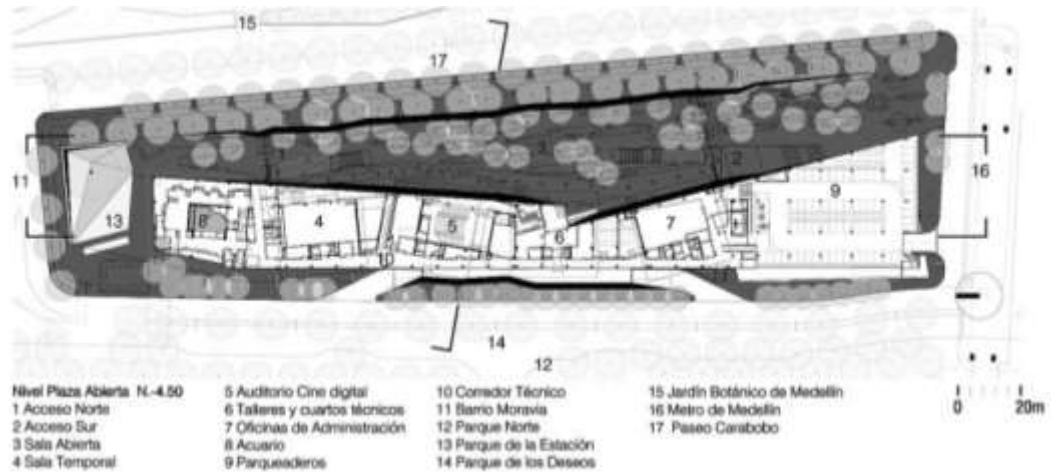 15
17
11
16
2
9
13
8
4
5
6
7
14
12
Nivel Plaza Abierta N.-4.50
1 Acceso Norte
2 Acceso Sur
3 Sala Abierta
4 Sala Temporal
5 Auditorio Cine digital
6 Talleres y cuartos técnicos
7 Oficinas de Administración
8 Acuario
9 Parqueaderos
10 Corredor Técnico
11 Barrio Moravia
12 Parque Norte
13 Parque de la Estación
14 Parque de los Deseos
15 Jardín Botánico de Medellín
16 Metro de Medellín
17 Paseo Carabobo
0 20m